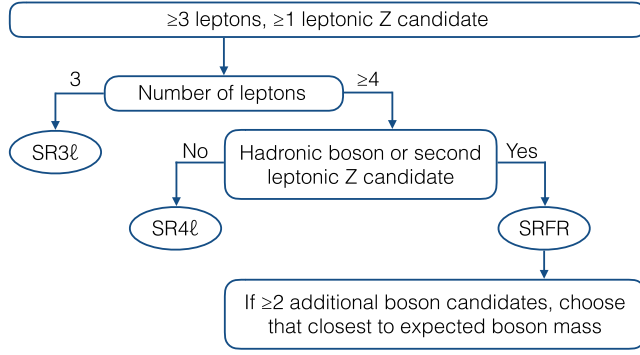 ≥3 leptons, ≥1 leptonic Z candidate
3
Number of leptons
≥4
SR3ℓ
No
Hadronic boson or second
leptonic Z candidate
Yes
SR4ℓ
SRFR
If ≥2 additional boson candidates, choose
that closest to expected boson mass